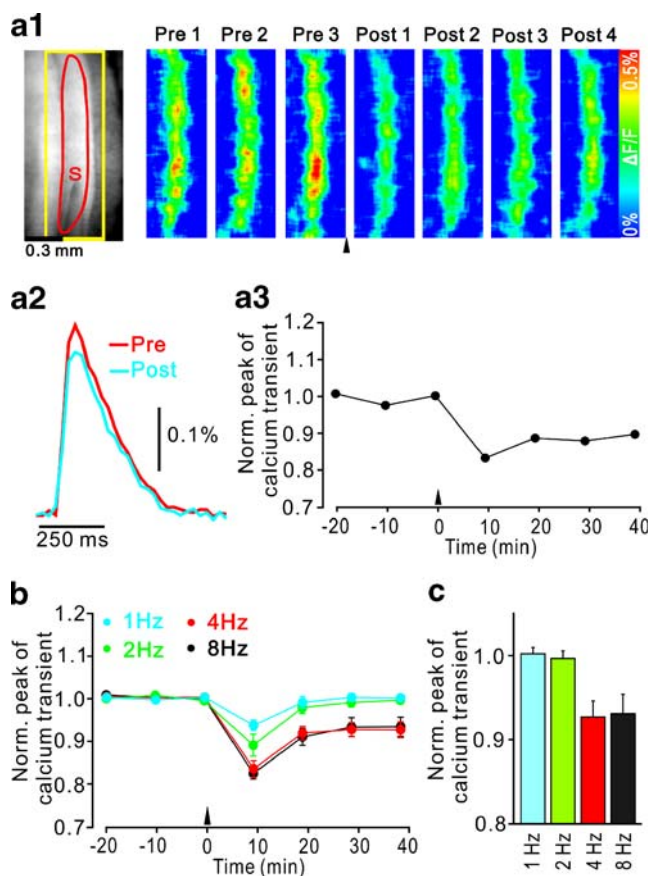 a1
Pre 1 Pre 2 Pre 3 Post 1 Post 2 Post 3 Post 4
S
0.3 mm
0.5%
ΔF/F
0%
a2
Pre
Post
0.1%
250 ms
a3
Norm. peak of
calcium transient
1.2
1.1
1.0
0.9
0.8
0.7
-20 -10 0 10 20 30 40
Time (min)
b
1Hz 4Hz
2Hz 8Hz
Norm. peak of
calcium transient
1.2
1.1
1.0
0.9
0.8
0.7
-20 -10 0 10 20 30 40
Time (min)
c
Norm. peak of
calcium transient
1.0
0.9
0.8
1 Hz
2 Hz
4 Hz
8 Hz